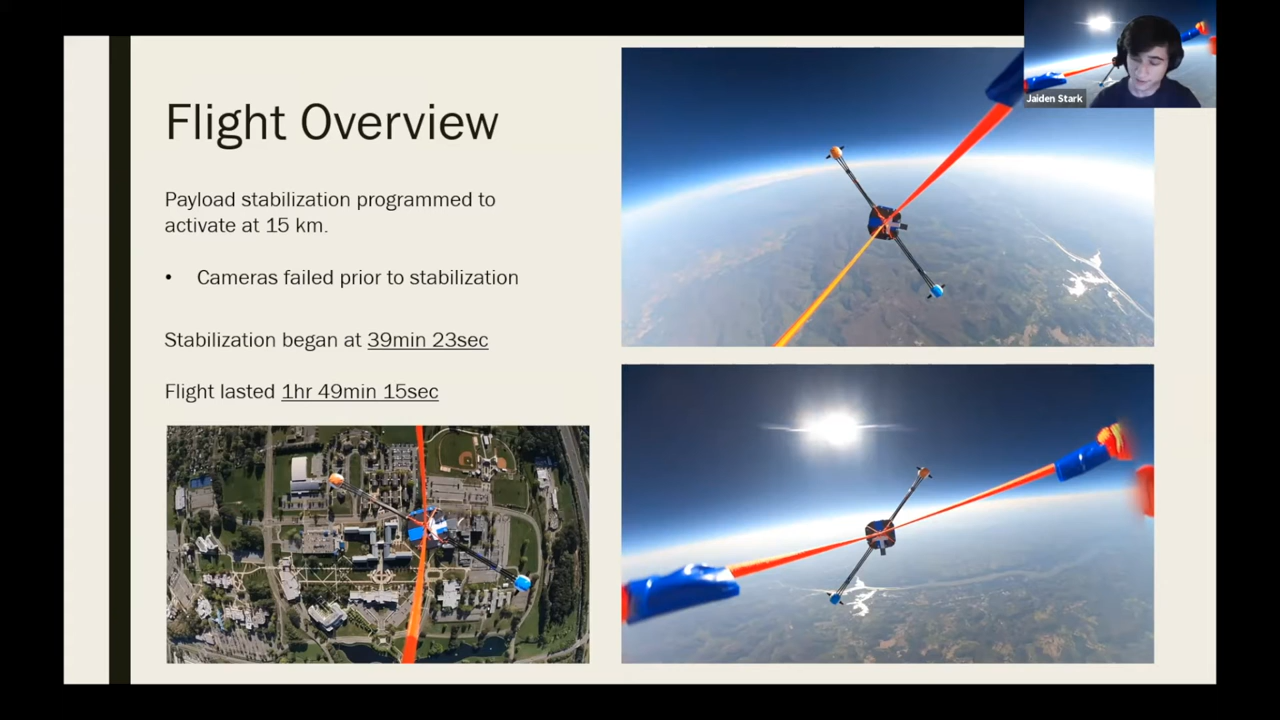 Flight Overview
Payload stabilization programmed to
activate at 15 km.
• Cameras failed prior to stabilization
Stabilization began at 39min 23sec
Flight lasted 1hr 49min 15sec
Jaiden Stark